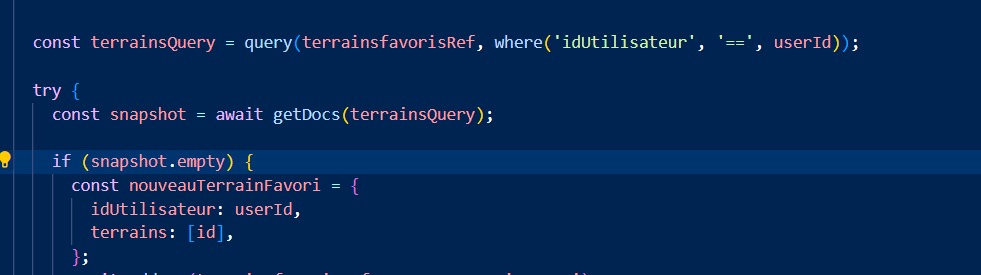 const terrainsQuery = query(terrainsfavorisRef, where('idUtilisateur', '==', userId));
try {
const snapshot = await getDocs(terrainsQuery);
if (snapshot.empty) {
const nouveauTerrainFavori = {
idUtilisateur: userId,
terrains: [id],
};